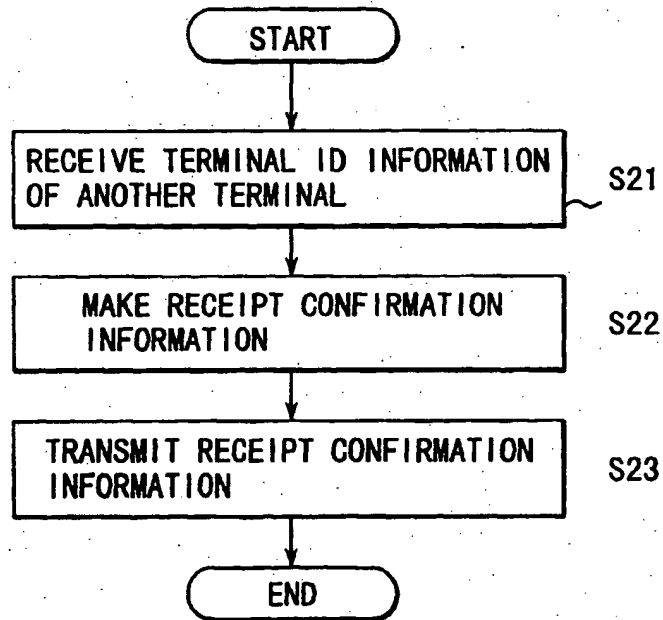 START
RECEIVE TERMINAL ID INFORMATION
OF ANOTHER TERMINAL
S21
MAKE RECEIPT CONFIRMATION
INFORMATION
S22
TRANSMIT RECEIPT CONFIRMATION
INFORMATION
S23
END